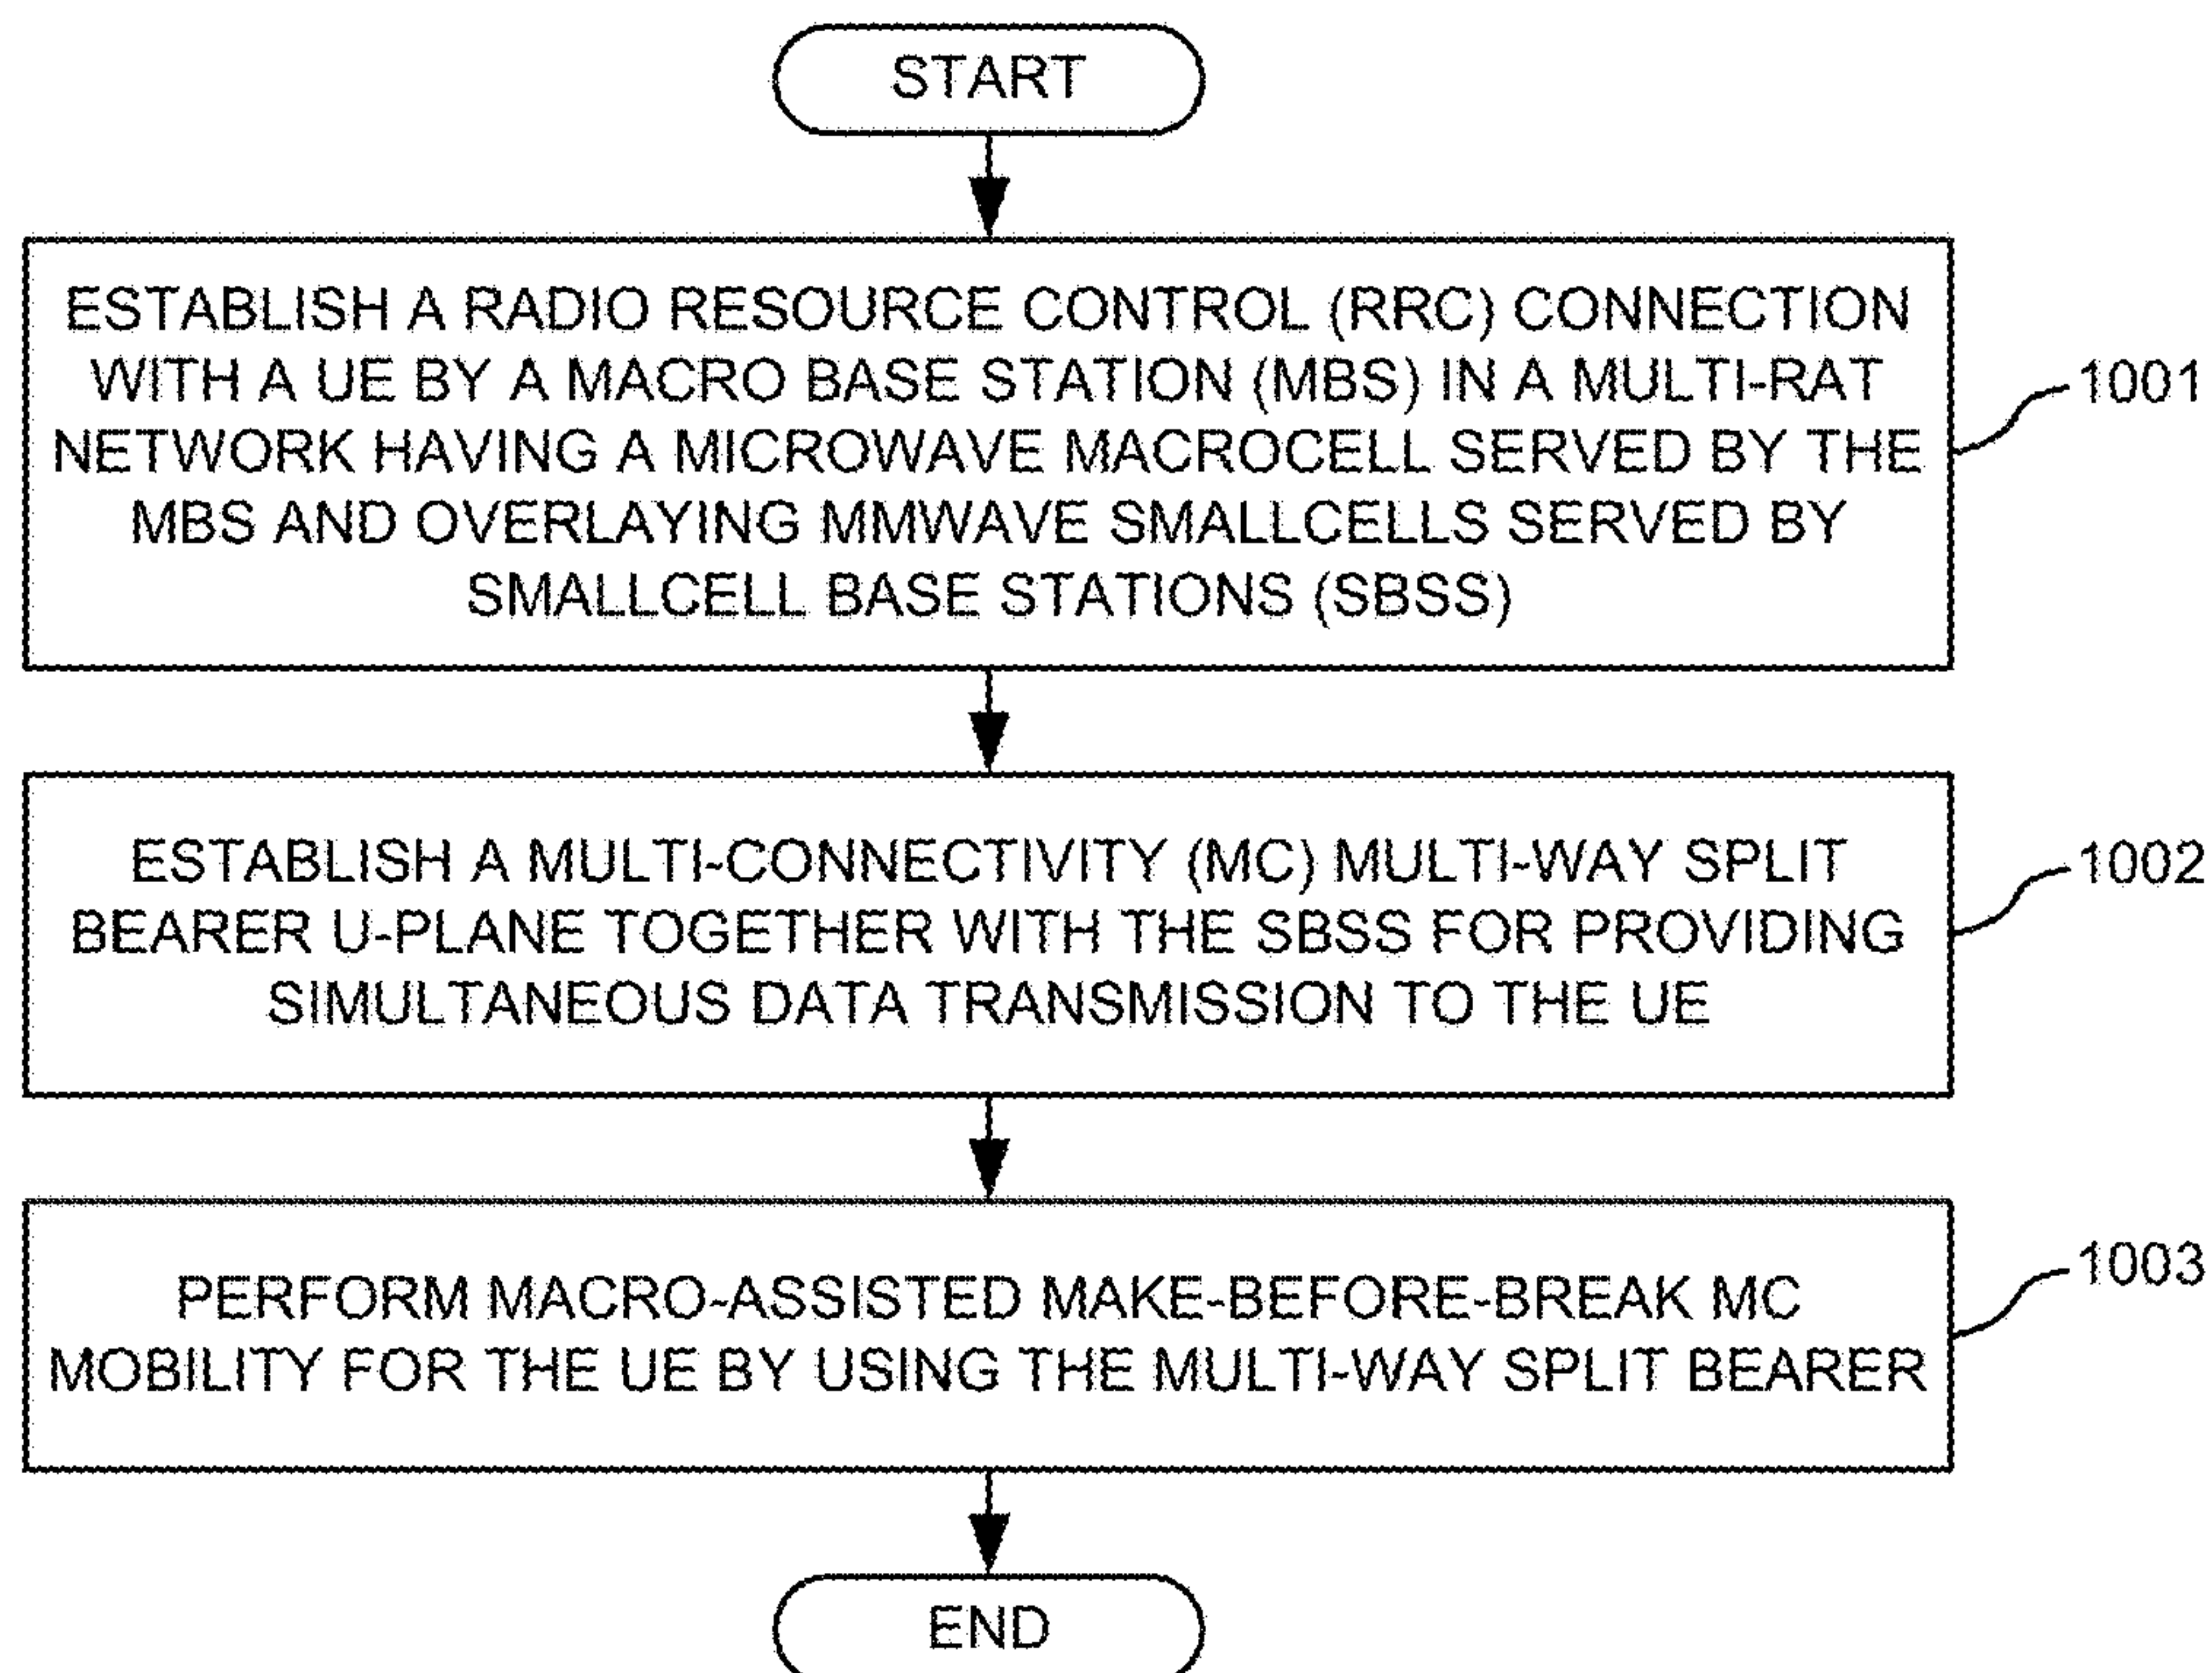 START
ESTABLISH A RADIO RESOURCE CONTROL (RRC) CONNECTION
WITH A UE BY A MACRO BASE STATION (MBS) IN A MULTI-RAT
NETWORK HAVING A MICROWAVE MACROCELL SERVED BY THE
MBS AND OVERLAYING MMWAVE SMALLCELLS SERVED BY
SMALLCELL BASE STATIONS (SBSS)
1001
ESTABLISH A MULTI-CONNECTIVITY (MC) MULTI-WAY SPLIT
BEARER U-PLANE TOGETHER WITH THE SBSS FOR PROVIDING
SIMULTANEOUS DATA TRANSMISSION TO THE UE
1002
PERFORM MACRO-ASSISTED MAKE-BEFORE-BREAK MC
MOBILITY FOR THE UE BY USING THE MULTI-WAY SPLIT BEARER
1003
END